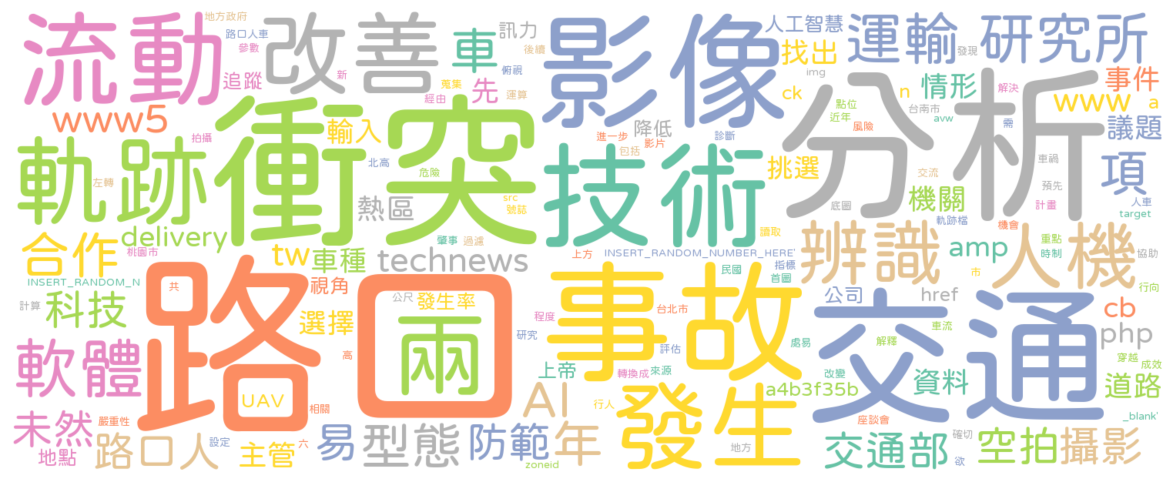 流動
改善
車
訊力
影像
人工智慧
運輸
研究所
地方政府
路口人車
參數
後續
俯視
找出
發現
img
追蹤
新
蒐集
經由
先
運算
ck
n
情形
解決
事件
www
a
www5
拍攝
輸入
進一步
降低
影片
診斷
分析
點位
近年
風險
台南市
avw
需
議題
軌跡
衝突
北高
危險
技術
挑選
機關
交流
車禍
預先
計畫
項
人車
target
左轉
熱區
src
號誌
底圖
軌跡檔
機會
合作
delivery
桃園市
tw
車種
肇事
過濾
technews
上方
INSERT_RANDOM_NUMBER_HERE'
讀取
指標
民國
首圖
辨識
amp
市
人機
重點
時制
協助
行向
INSERT_RANDOM_N
計算
科技
共
視角
選擇
路口
公尺
發生率
兩
程度
研究
事故
台北市
評估
處易
公司
href
車流
解釋
交通
cb
php
穿越
成效
軟體
高
UAV
相關
上帝
轉換成
來源
a4b3f35b
改變
資料
道路
_blank'
未然
嚴重性
地點
路口人
設定
主管
六
易
型態
防範
AI
年
zoneid
行人
發生
地方
座談會
交通部
確切
欲
空拍
攝影
包括